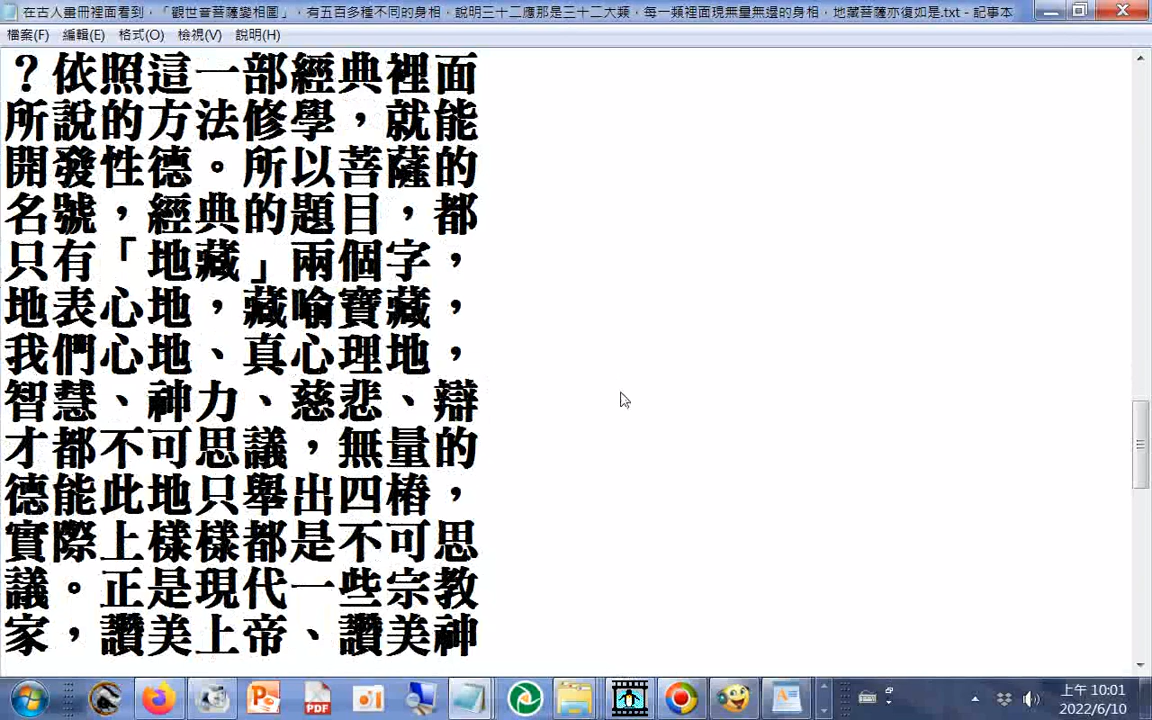 在古人畫冊裡面看到，「觀世音菩薩變相圖」，有五百多種不同的身相，說明三十二應那是三十二大類，每一類裡面現無量無邊的身相，地藏菩薩亦復如是.txt - 記事本
檔案(F) 編輯(E) 格式(O) 檢視(V) 說明(H)
？依照這一部經典裡面
所說的方法修學，就能
開發性德。所以菩薩的
名號，經典的題目，都
只有「地藏」兩個字，
地表心地，藏喻寶藏，
我們心地、真心理地，
智慧、神力、慈悲、辯
才都不可思議，無量的
德能此地只舉出四樁，
實際上樣樣都是不可思
議。正是現代一些宗教
家，讚美上帝、讚美神
上午 10:01
2022/6/10